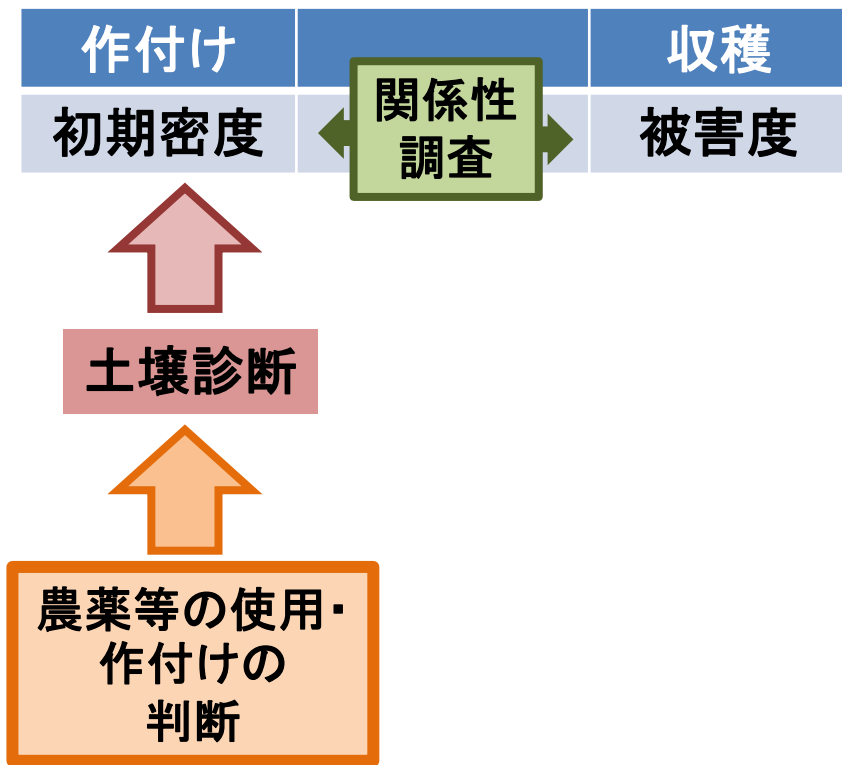 作付け
収穫
初期密度
関係性
調査
被害度
土壌診断
農薬等の使用・
作付けの
判断